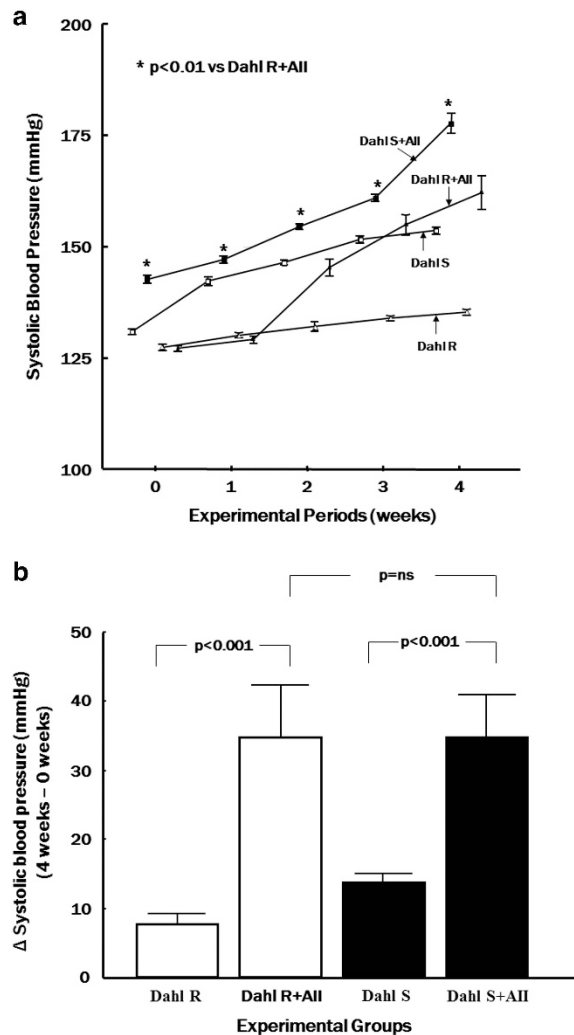 a
200
* p<0.01 vs Dahl R+AII
*
175
Dahl S+AII
*
Dahl R+AII
*
*
*
150
Dahl S
125
Dahl R
100
0 1 2 3 4
Systolic Blood Pressure (mmHg)
Experimental Periods (weeks)
b
p=ns
50
p<0.001 p<0.001
40
30
20
10
0
Δ Systolic blood pressure (mmHg)
(4 weeks – 0 weeks)
Dahl R Dahl R+AII Dahl S Dahl S+AII
Experimental Groups